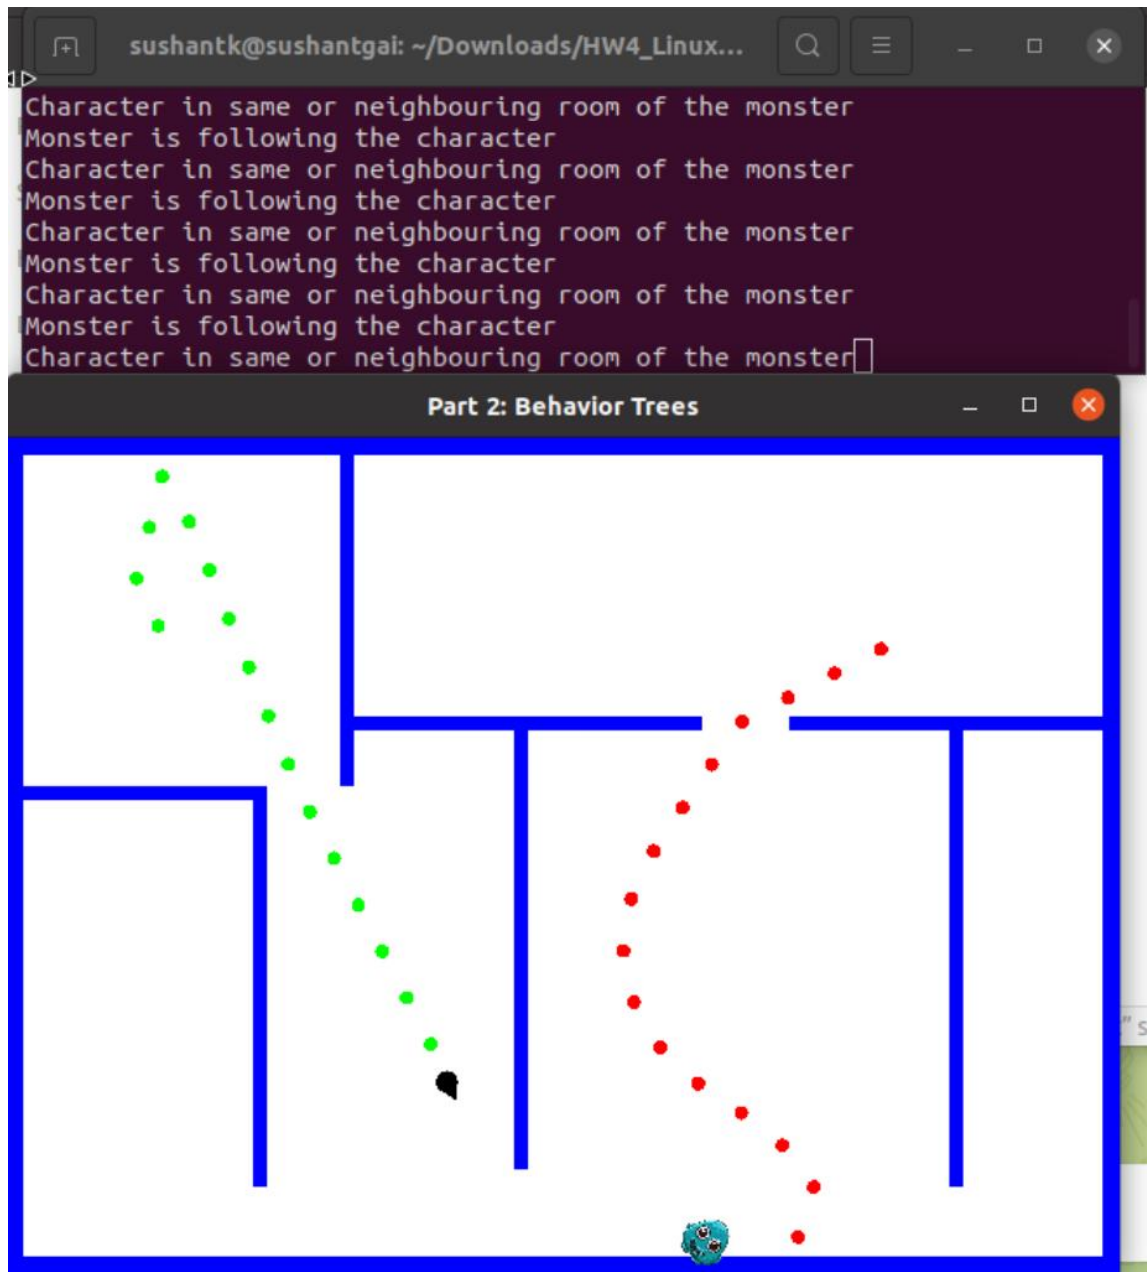 sushantk@sushantgai: ~/Downloads/HW4_Linux...
Character in same or neighbouring room of the monster
Monster is following the character
Character in same or neighbouring room of the monster
Monster is following the character
Character in same or neighbouring room of the monster
Monster is following the character
Character in same or neighbouring room of the monster
Monster is following the character
Character in same or neighbouring room of the monster
Part 2: Behavior Trees